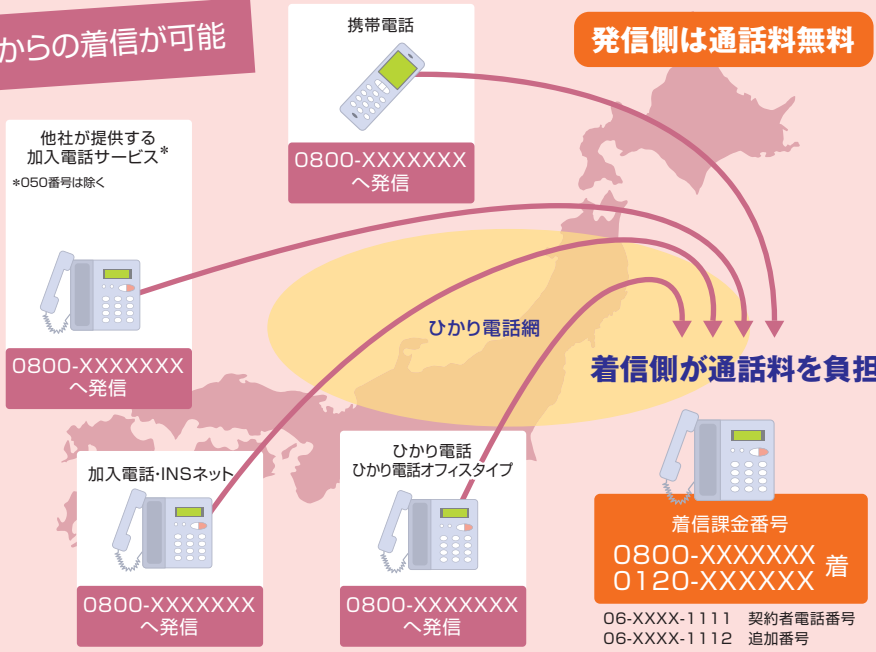 からの着信が可能
発信側は通話料無料
携帯電話
0800-XXXXXXX
へ発信
他社が提供する
加入電話サービス*
*050番号は除く
0800-XXXXXXX
へ発信
ひかり電話網
着信側が通話料を負担
加入電話・INSネット
0800-XXXXXXX
へ発信
ひかり電話
ひかり電話オフィスタイプ
0800-XXXXXXX
へ発信
着信課金番号
0800-XXXXXXX
0120-XXXXXX
着
06-XXXX-1111 契約者電話番号
06-XXXX-1112 追加番号